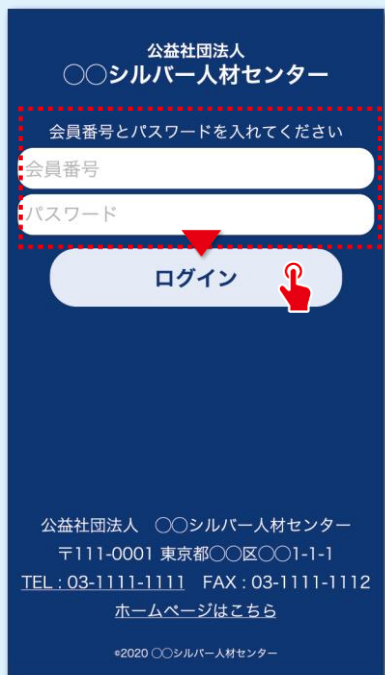 公益社団法人
○○シルバー人材センター
会員番号とパスワードを入れてください
会員番号
パスワード
ログイン
公益社団法人　○○シルバー人材センター
〒111-0001 東京都○○区○○1-1-1
TEL : 03-1111-1111　FAX : 03-1111-1112
ホームページはこちら
©2020 ○○シルバー人材センター